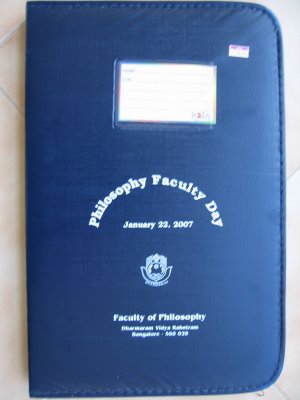 Philosophy Faculty Day
January 22, 2007
Faculty of Philosophy
Dharmaram Vidya Kshetram
Bangalore - 560 029